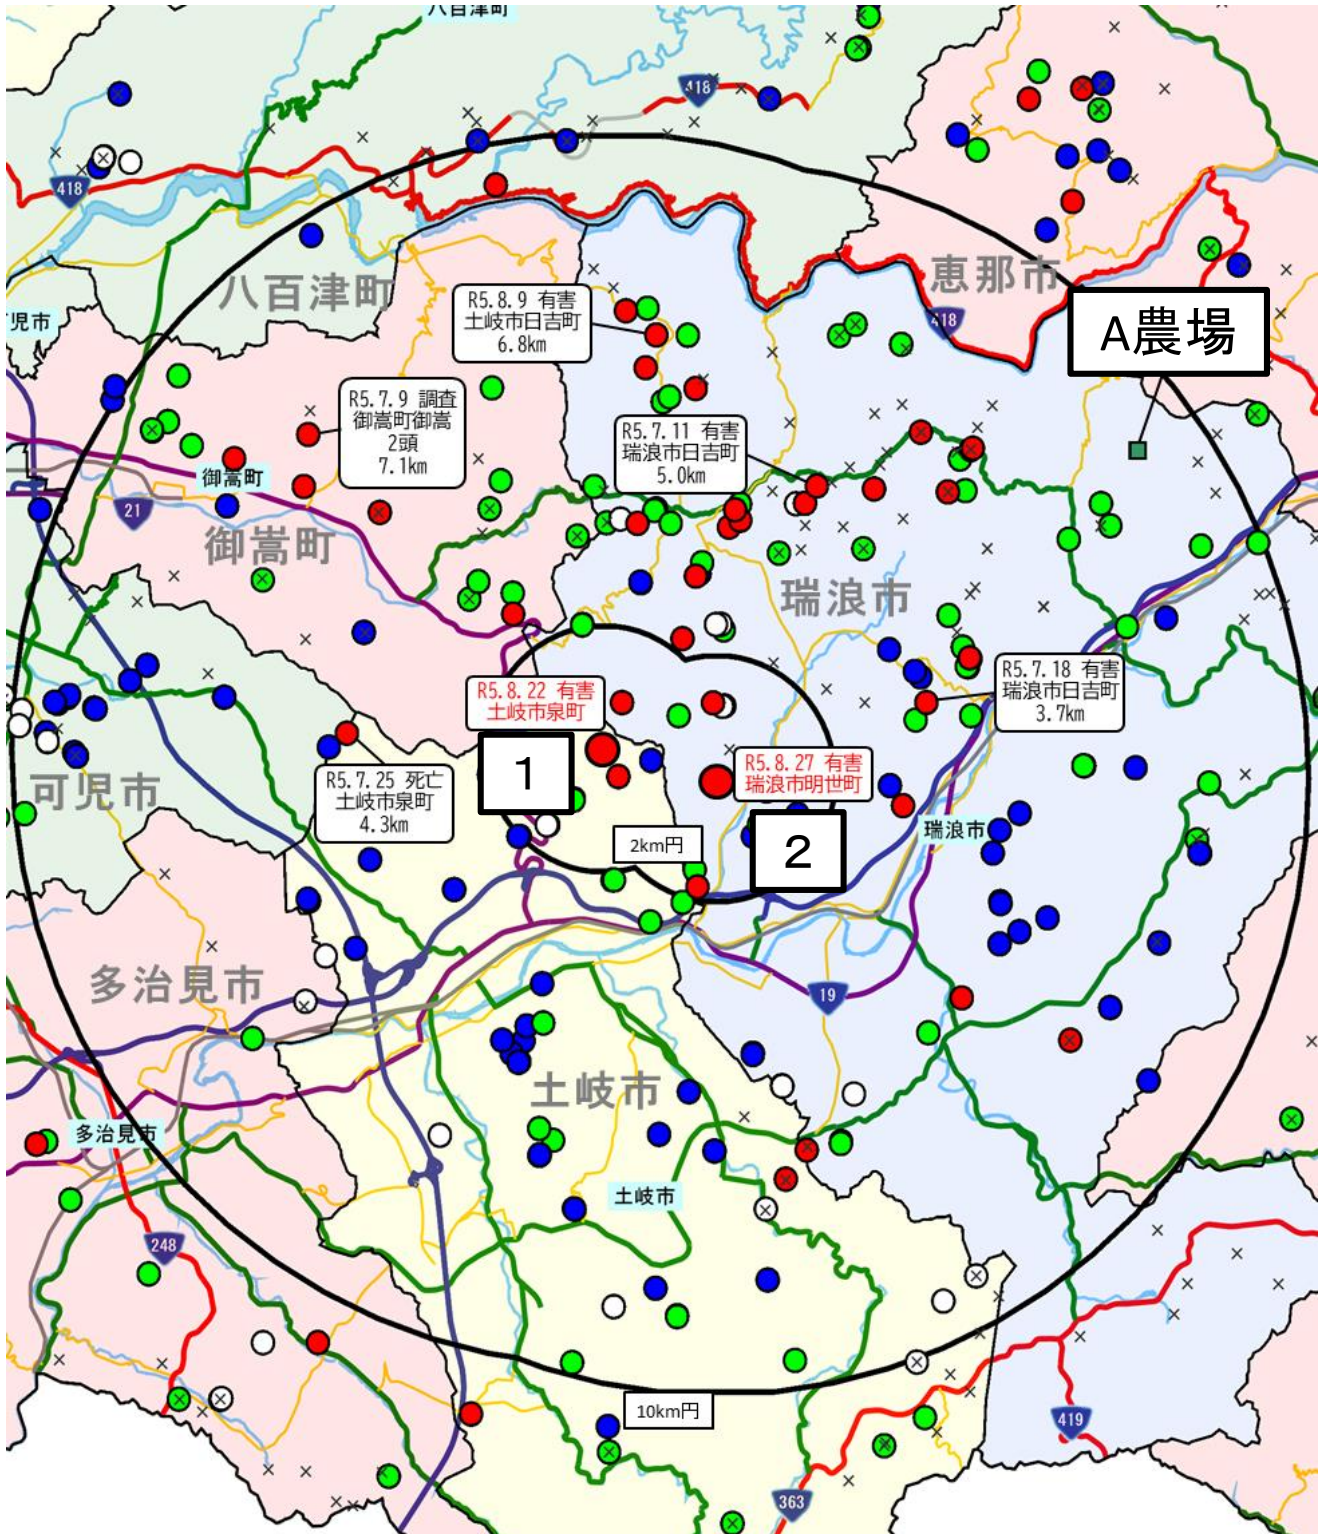 八百津町
418
418
恵那市
八百津町
R5.8.9 有害
土岐市日吉町
6.8km
418
A農場
児市
R5.7.9 調査
御嵩町御嵩
2頭
7.1km
R5.7.11 有害
瑞浪市日吉町
5.0km
御嵩町
21
御嵩町
瑞浪市
R5.8.22 有害
土岐市泉町
R5.7.18 有害
瑞浪市日吉町
3.7km
1
R5.8.27 有害
瑞浪市明世町
R5.7.25 死亡
土岐市泉町
4.3km
可児市
2km円
2
瑞浪市
多治見市
19
土岐市
多治見市
土岐市
248
10km円
419
363